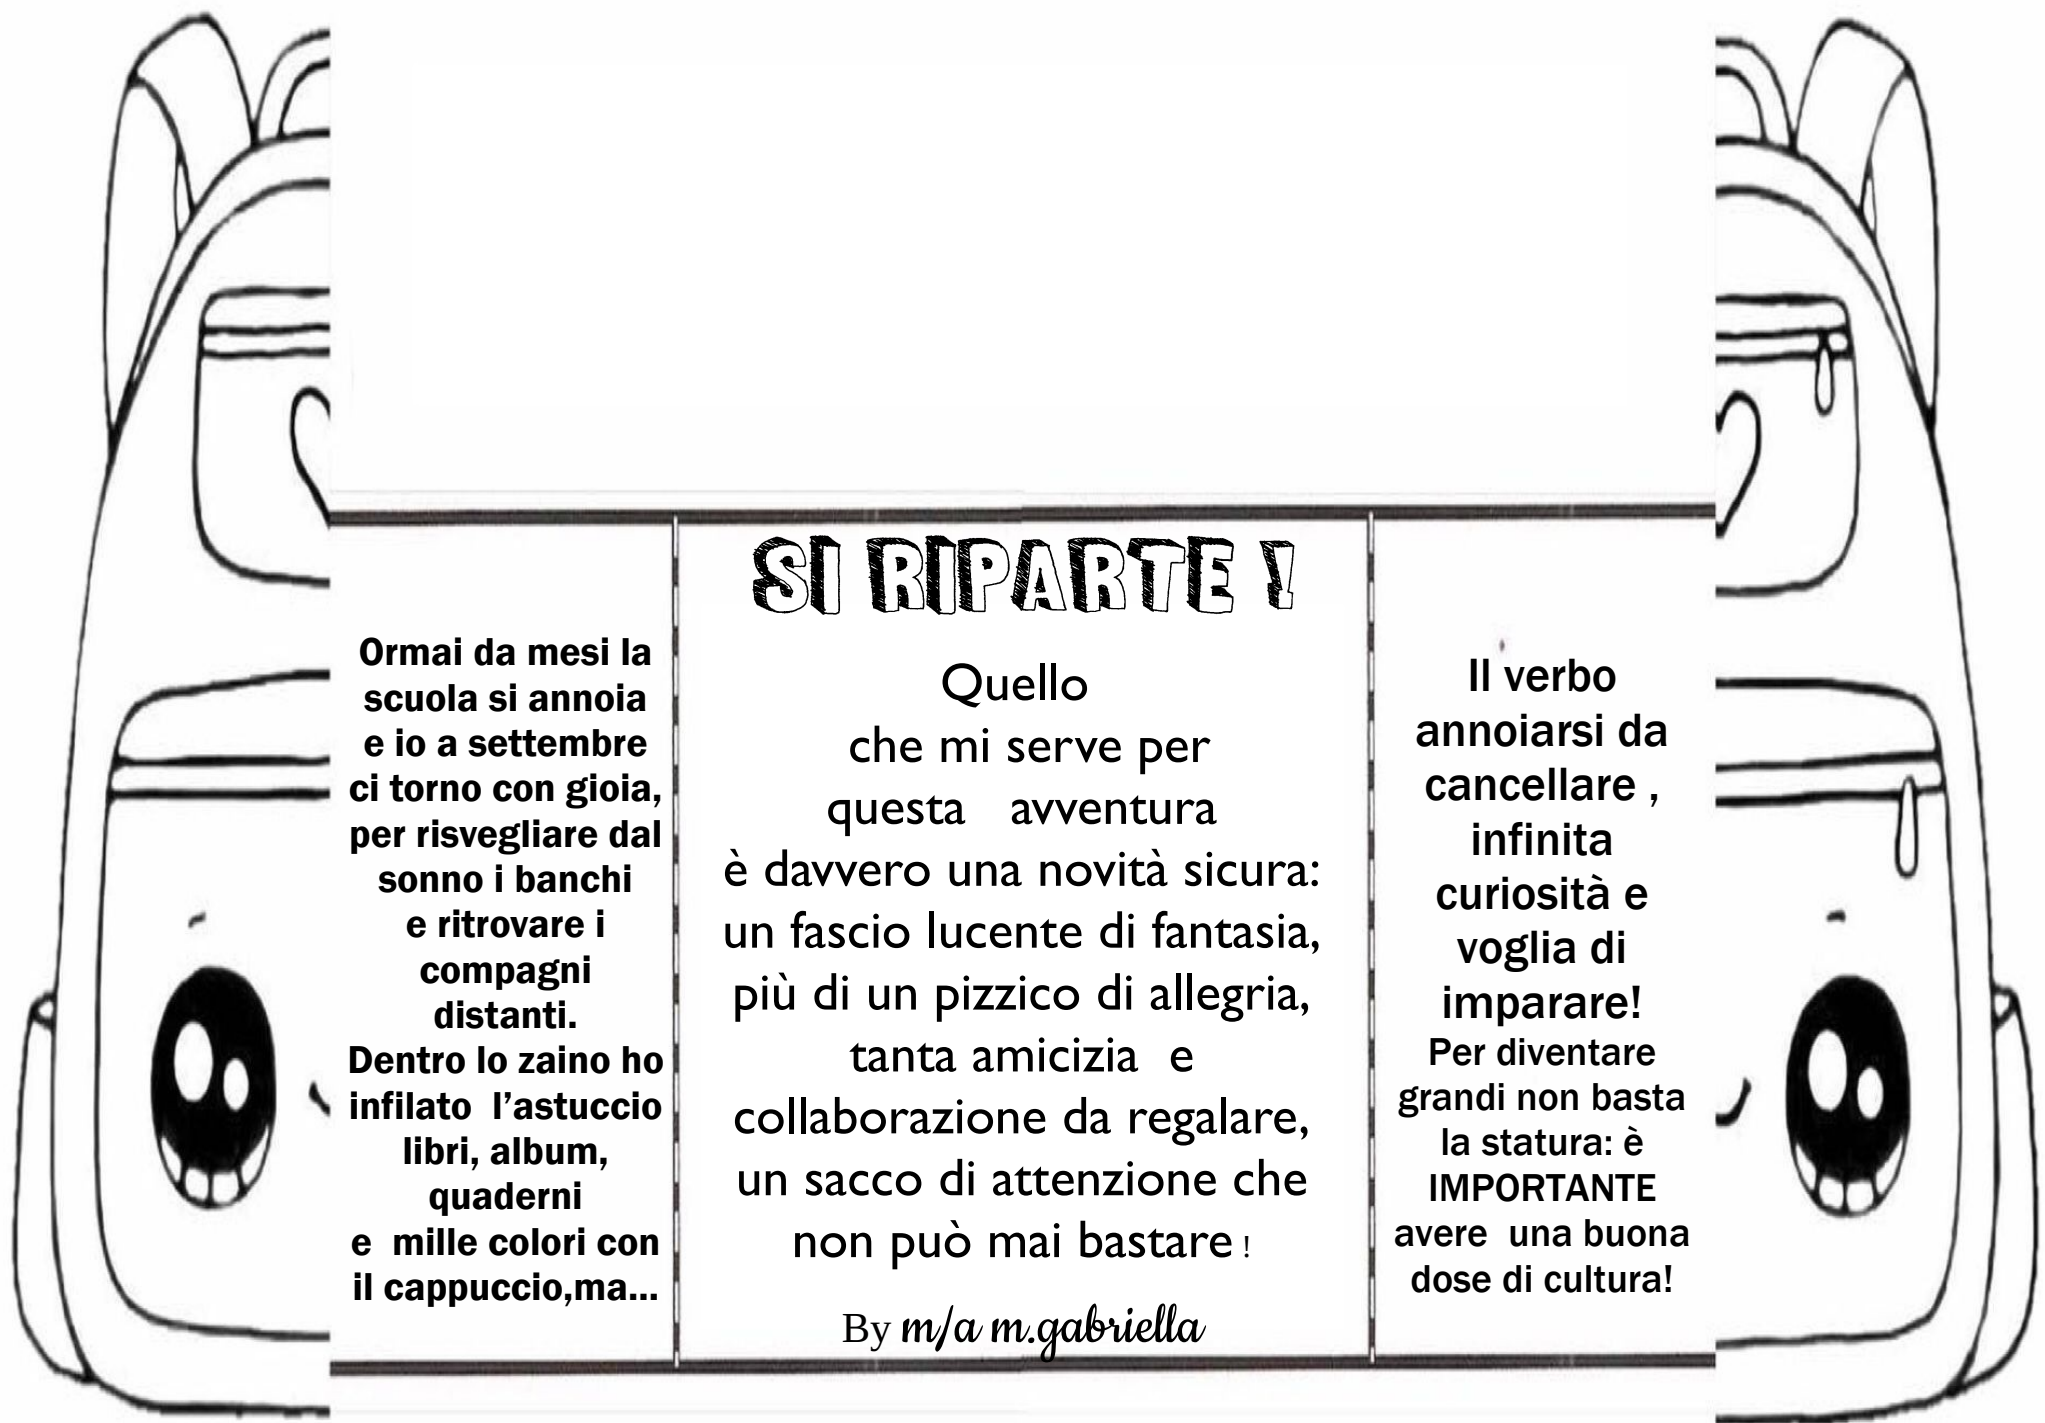 Ormai da mesi la
scuola si annoia
e io a settembre
ci torno con gioia,
per risvegliare dal
sonno i banchi
e ritrovare i
compagni
distanti.
Dentro lo zaino ho
infilato l’astuccio
libri, album,
quaderni
e mille colori con
il cappuccio,ma...
SI RIPARTE !
Quello
che mi serve per
questa avventura
è davvero una novità sicura:
un fascio lucente di fantasia,
più di un pizzico di allegria,
tanta amicizia e
collaborazione da regalare,
un sacco di attenzione che
non può mai bastare !
By m/a m.gabriella
Il verbo
annoiarsi da
cancellare ,
infinita
curiosità e
voglia di
imparare!
Per diventare
grandi non basta
la statura: è
IMPORTANTE
avere una buona
dose di cultura!